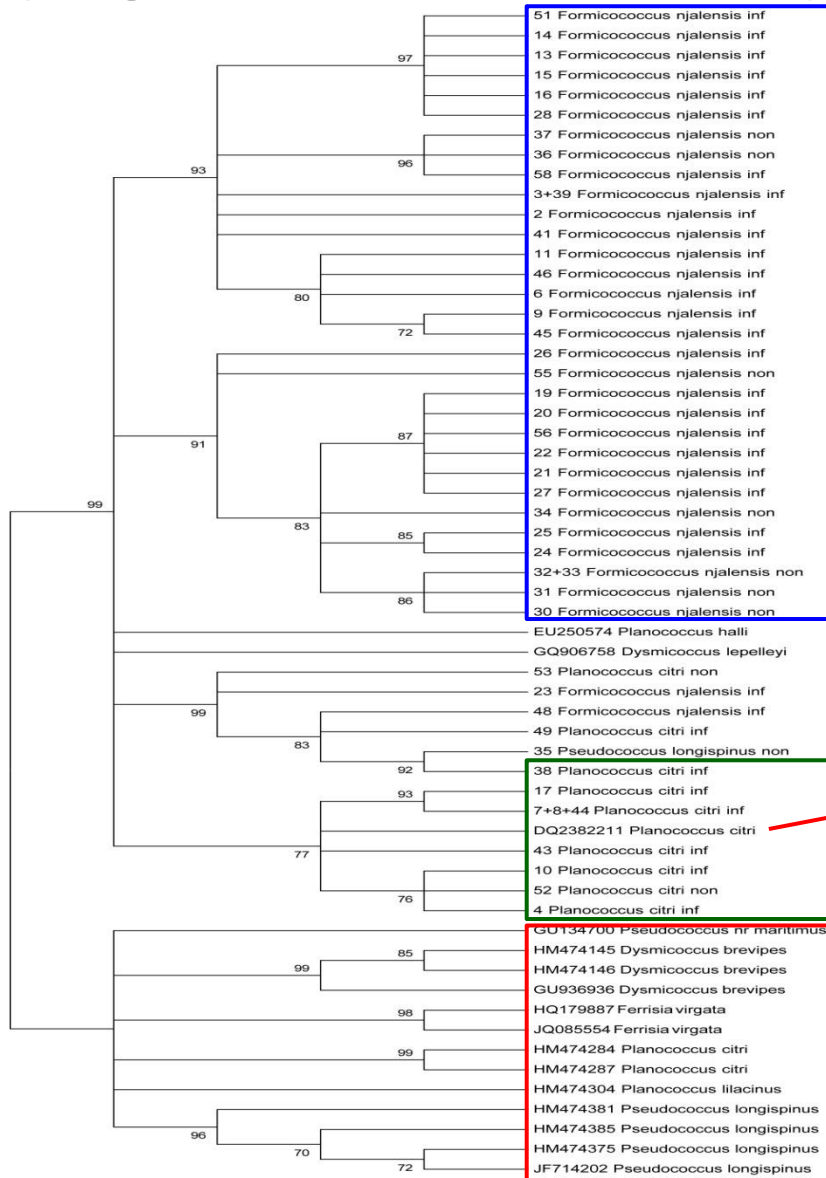 51 Formicococcus njalensis inf
14 Formicococcus njalensis inf
97
13 Formicococcus njalensis inf
15 Formicococcus njalensis inf
16 Formicococcus njalensis inf
28 Formicococcus njalensis inf
37 Formicococcus njalensis non
36 Formicococcus njalensis non
93
96
58 Formicococcus njalensis inf
3+39 Formicococcus njalensis inf
2 Formicococcus njalensis inf
41 Formicococcus njalensis inf
11 Formicococcus njalensis inf
46 Formicococcus njalensis inf
80
6 Formicococcus njalensis inf
9 Formicococcus njalensis inf
72
45 Formicococcus njalensis inf
26 Formicococcus njalensis inf
55 Formicococcus njalensis non
19 Formicococcus njalensis inf
20 Formicococcus njalensis inf
87
56 Formicococcus njalensis inf
91
22 Formicococcus njalensis inf
21 Formicococcus njalensis inf
27 Formicococcus njalensis inf
99
34 Formicococcus njalensis non
83
85
25 Formicococcus njalensis inf
24 Formicococcus njalensis inf
32+33 Formicococcus njalensis non
31 Formicococcus njalensis non
86
30 Formicococcus njalensis non
EU250574 Planococcus halli
GQ906758 Dysmicoccus lepelleyi
53 Planococcus citri non
23 Formicococcus njalensis inf
99
48 Formicococcus njalensis inf
49 Planococcus citri inf
83
35 Pseudococcus longispinus non
92
38 Planococcus citri inf
17 Planococcus citri inf
93
7+8+44 Planococcus citri inf
DQ2382211 Planococcus citri
77
43 Planococcus citri inf
10 Planococcus citri inf
52 Planococcus citri non
76
4 Planococcus citri inf
GU134700 Pseudococcus nr maritimus
HM474145 Dysmicoccus brevipes
85
99
HM474146 Dysmicoccus brevipes
GU936936 Dysmicoccus brevipes
98
HQ179887 Ferrisia virgata
JQ085554 Ferrisia virgata
99
HM474284 Planococcus citri
HM474287 Planococcus citri
HM474304 Planococcus lilacinus
HM474381 Pseudococcus longispinus
HM474385 Pseudococcus longispinus
96
70
HM474375 Pseudococcus longispinus
72
JF714202 Pseudococcus longispinus